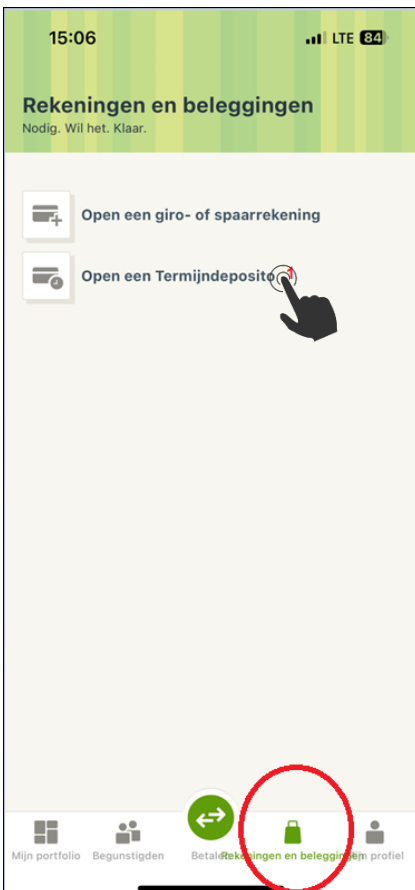 15:06 LTE 84
Rekeningen en beleggingen
Nodig. Wil het. Klaar.
Open een giro- of spaarrekening
Open een Termijndeposito 1
Mijn portfolio Begunstigden Betalen Rekeningen en beleggingen profiel